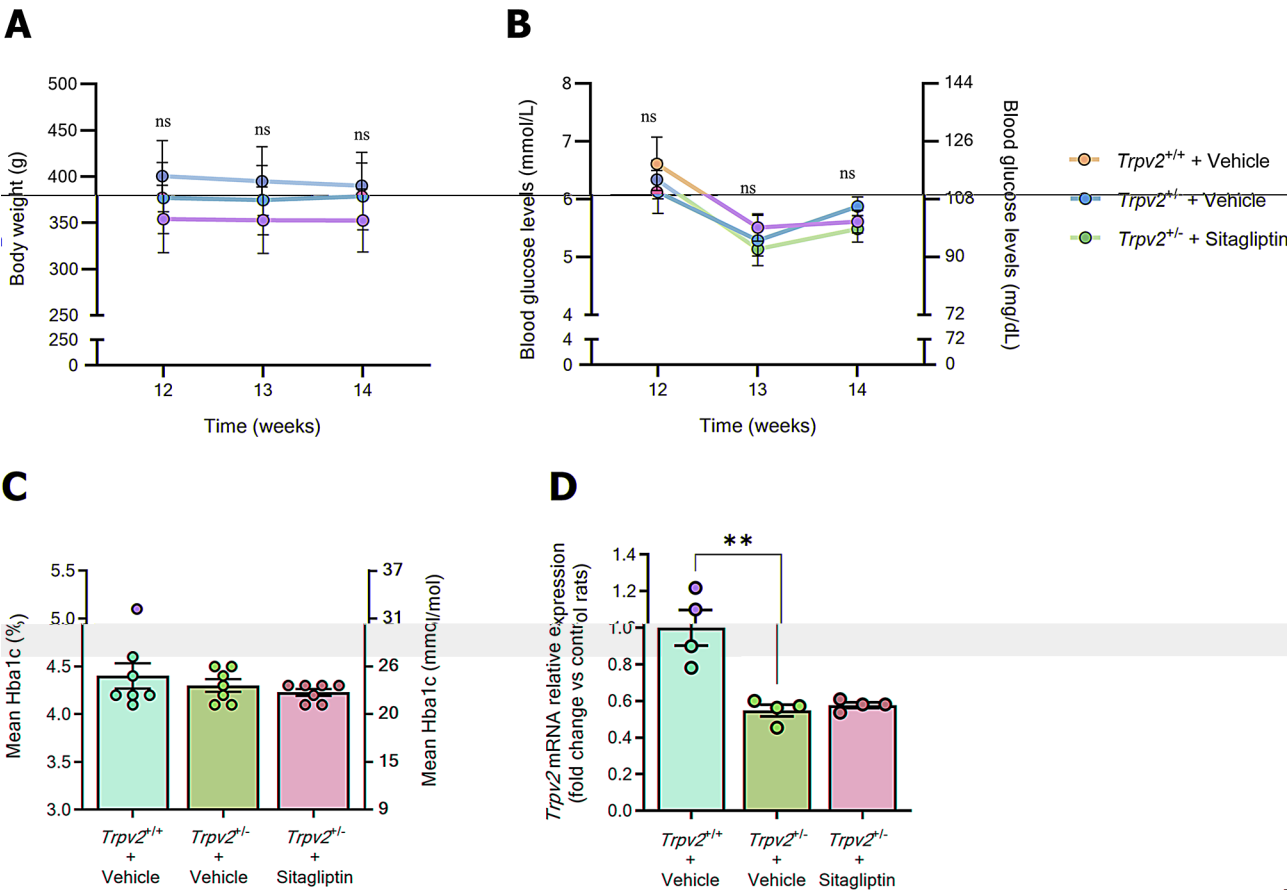 A
B
500
450
400
350
300
250
250
0
Body weight (g)
ns
ns
ns
12
13
14
Time (weeks)
8
7
6
5
4
4
0
Blood glucose levels (mmol/L)
ns
ns
ns
12
13
14
Time (weeks)
144
126
108
90
72
72
0
Blood glucose levels (mg/dL)
Trpv2+/+ + Vehicle
Trpv2+/- + Vehicle
Trpv2+/- + Sitagliptin
C
D
5.5
5.0
4.5
4.0
3.5
3.0
Mean Hba1c (%)
37
31
26
20
15
9
Mean Hba1c (mmol/mol)
Trpv2+/+
+
Vehicle
Trpv2+/-
+
Vehicle
Trpv2+/-
+
Sitagliptin
Trpv2 mRNA relative expression
(fold change vs control rats)
1.4
1.2
1.0
0.8
0.6
0.4
0.2
0.0
**
Trpv2+/+
+
Vehicle
Trpv2+/-
+
Vehicle
Trpv2+/-
+
Sitagliptin